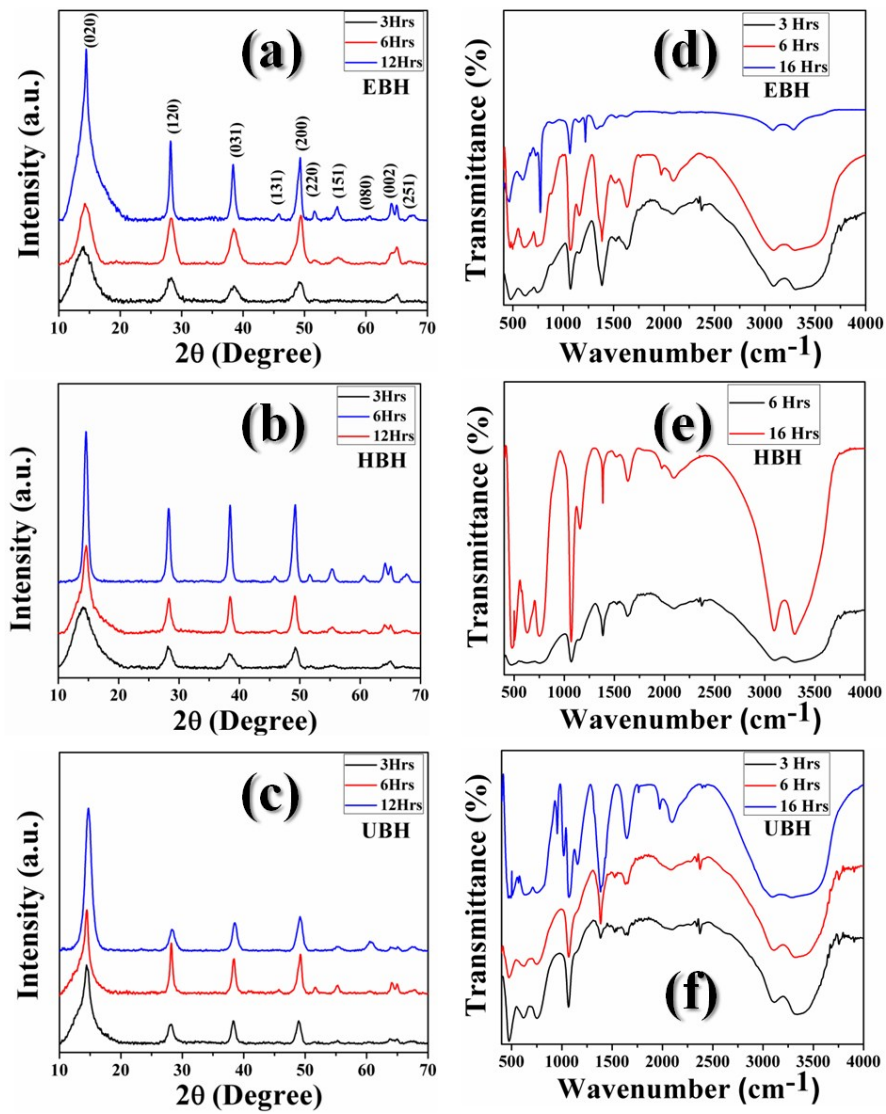 (a)
3Hrs
6Hrs
12Hrs
EBH
(020)
(120)
(031)
(131)
(200)
(220)
(151)
(080)
(002)
(251)
Intensity (a.u.)
10 20 30 40 50 60 70
2θ (Degree)
(d)
3 Hrs
6 Hrs
16 Hrs
EBH
Transmittance (%)
500 1000 1500 2000 2500 3000 3500 4000
Wavenumber (cm-1)
(b)
3Hrs
6Hrs
12Hrs
HBH
Intensity (a.u.)
10 20 30 40 50 60 70
2θ (Degree)
(e)
6 Hrs
16 Hrs
HBH
Transmittance (%)
500 1000 1500 2000 2500 3000 3500 4000
Wavenumber (cm-1)
(c)
3Hrs
6Hrs
12Hrs
UBH
Intensity (a.u.)
10 20 30 40 50 60 70
2θ (Degree)
3 Hrs
6 Hrs
16 Hrs
UBH
(f)
Transmittance (%)
500 1000 1500 2000 2500 3000 3500 4000
Wavenumber (cm-1)